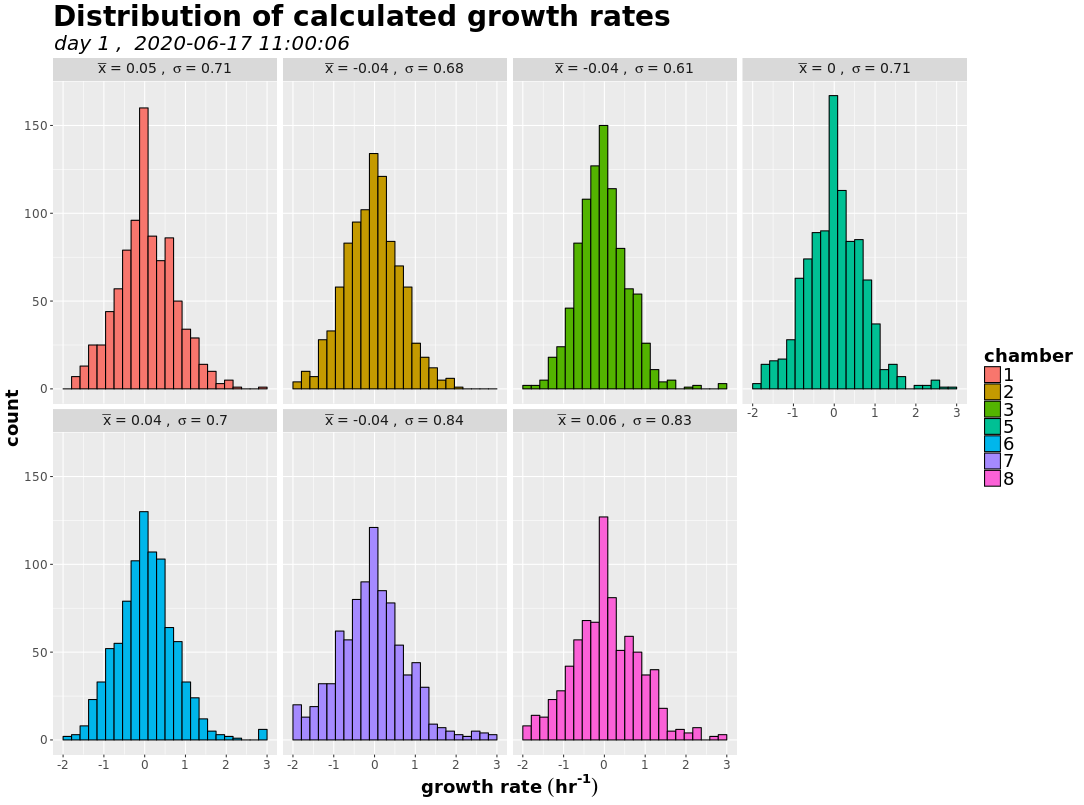 Distribution of calculated growth rates
day 1 , 2020-06-17 11:00:06
x̅ = 0.05 , σ = 0.71
x̅ = -0.04 , σ = 0.68
x̅ = -0.04 , σ = 0.61
x̅ = 0 , σ = 0.71
150
100
50
0
-2 -1 0 1 2 3
x̅ = 0.04 , σ = 0.7
x̅ = -0.04 , σ = 0.84
x̅ = 0.06 , σ = 0.83
150
100
50
0
-2 -1 0 1 2 3
-2 -1 0 1 2 3
-2 -1 0 1 2 3
count
growth rate (hr⁻¹)
chamber
1
2
3
5
6
7
8